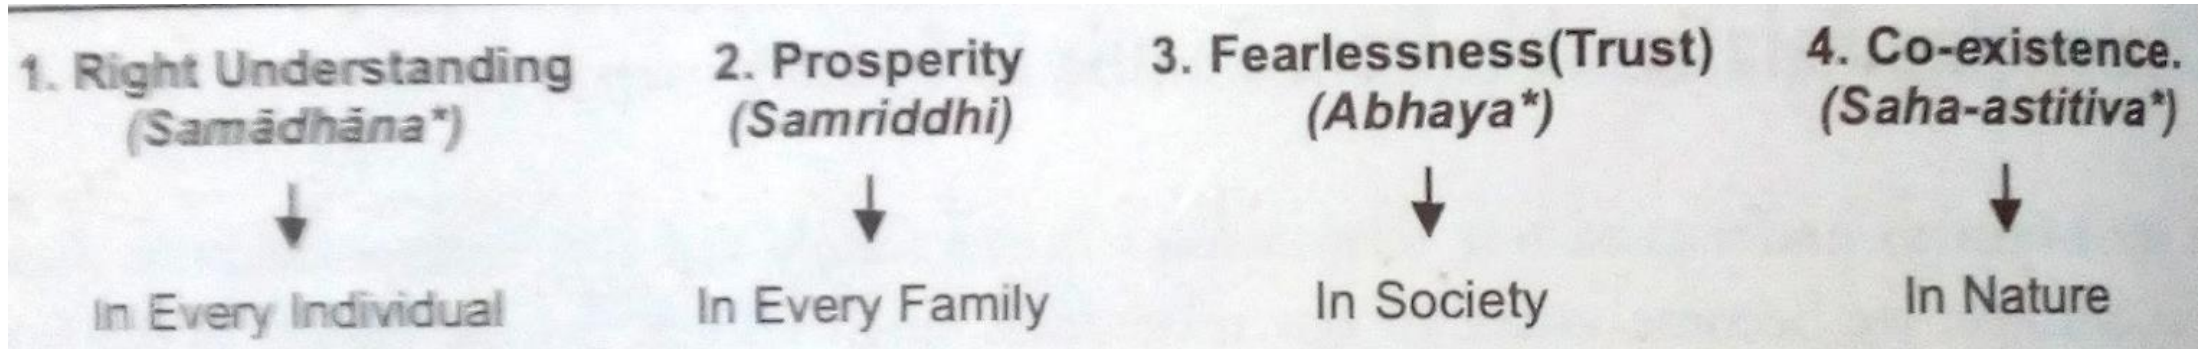 1. Right Understanding
(Samādhāna*)
In Every Individual
2. Prosperity
(Samriddhi)
In Every Family
3. Fearlessness(Trust)
(Abhaya*)
In Society
4. Co-existence.
(Saha-astitiva*)
In Nature